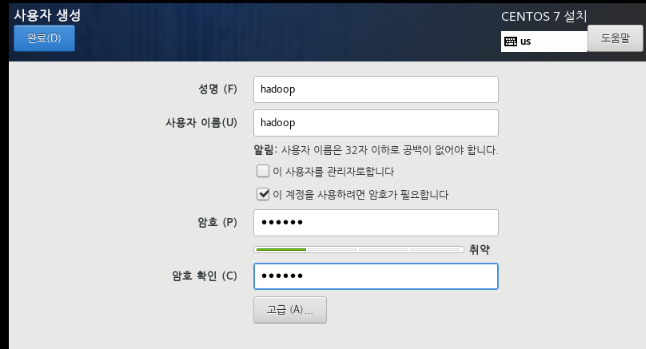 사용자 생성
CENTOS 7 설치
완료(D)
us
도움말
성명 (F)
hadoop
사용자 이름(U)
hadoop
알림: 사용자 이름은 32자 이하로 공백이 없어야 합니다.
이 사용자를 관리자로합니다
이 계정을 사용하려면 암호가 필요합니다
암호 (P)
●●●●●●
취약
암호 확인 (C)
●●●●●●
고급 (A)...